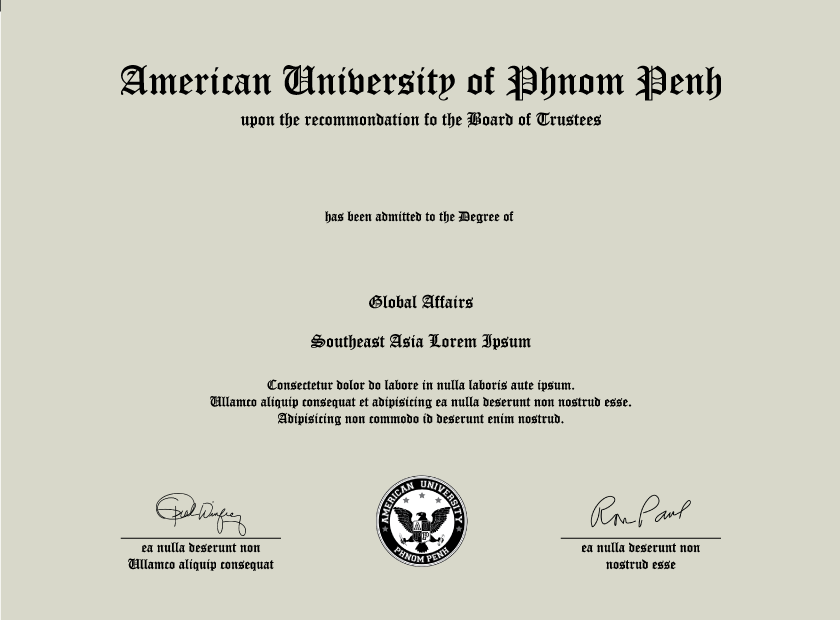 American University of Phnom Penh
upon the recommondation fo the Board of Trustees
has been admitted to the Degree of
Global Affairs
Southeast Asia Lorem Ipsum
Consectetur dolor do labore in nulla laboris aute ipsum.
Ullamco aliquip consequat et adipisicing ea nulla deserunt non nostrud esse.
Adipisicing non commodo id deserunt enim nostrud.
AMERICAN UNIVERSITY
PHNOM PENH
Ron Paul
ea nulla deserunt non
Ullamco aliquip consequat
ea nulla deserunt non
nostrud esse